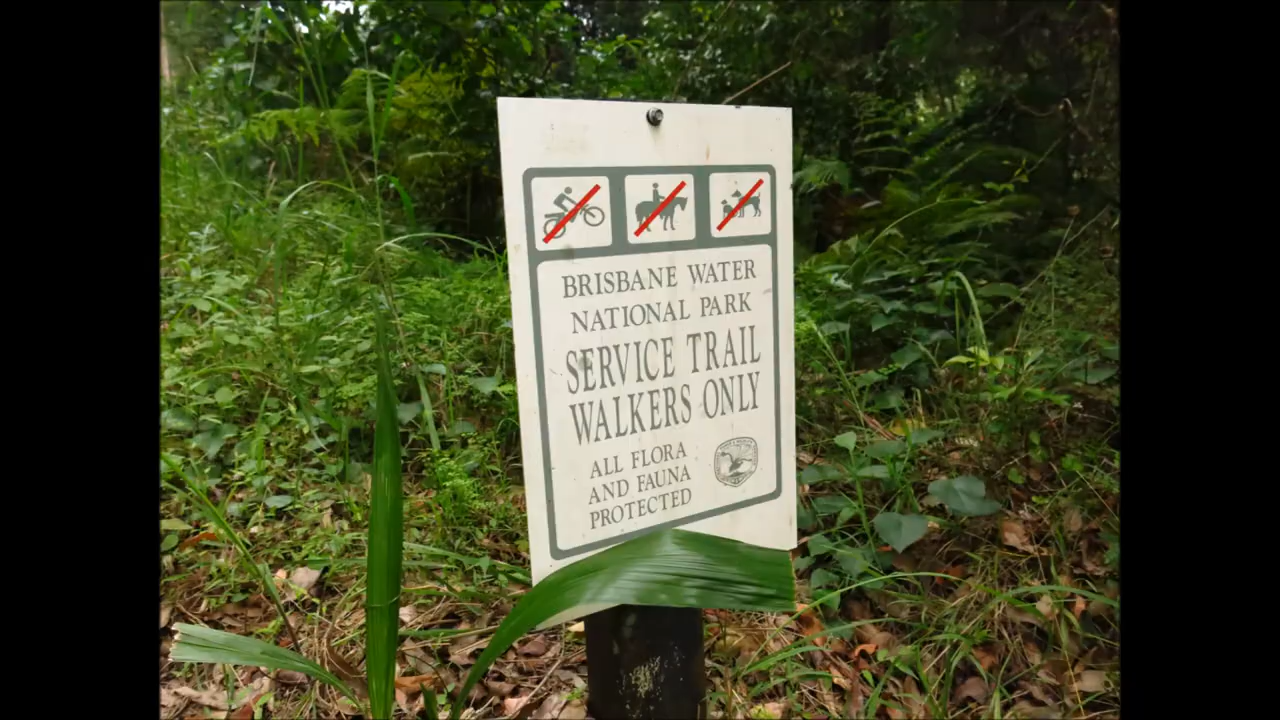 BRISBANE WATER
NATIONAL PARK
SERVICE TRAIL
WALKERS ONLY
ALL FLORA
AND FAUNA
PROTECTED